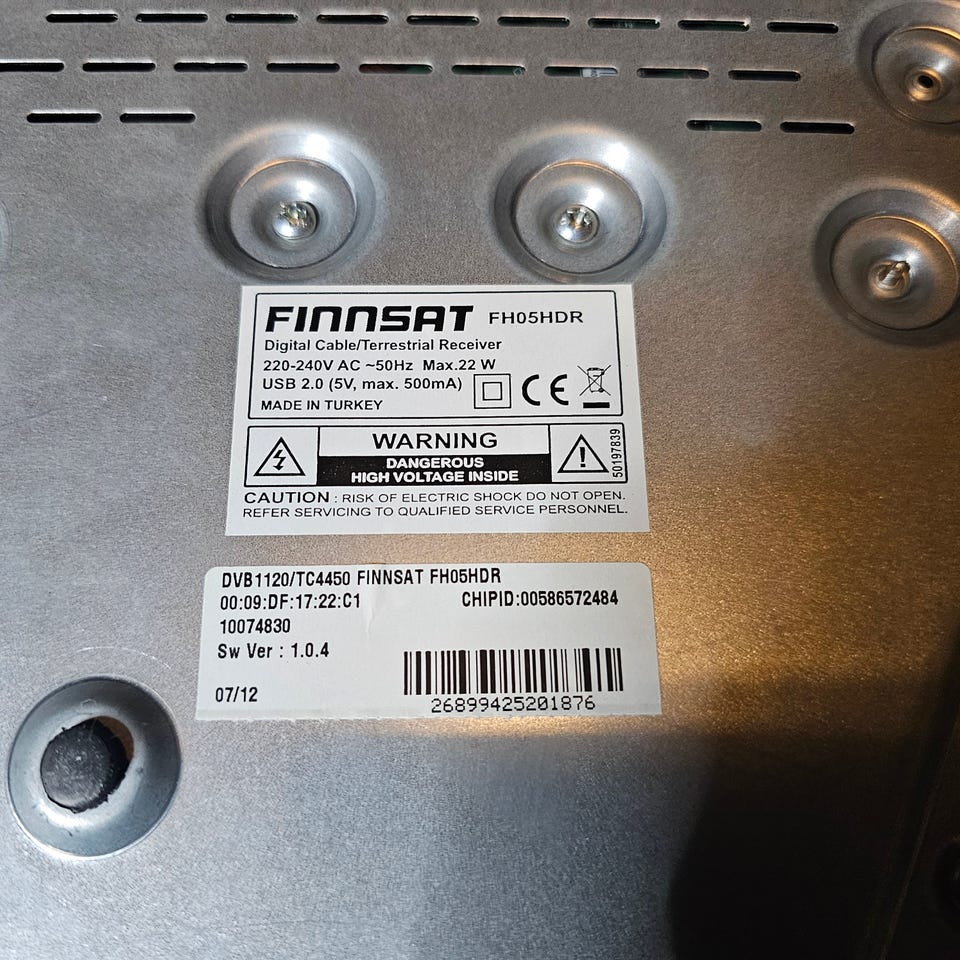 FINNSAT FH05HDR
Digital Cable/Terrestrial Receiver
220-240V AC ~50Hz Max.22 W
USB 2.0 (5V, max. 500mA)
CE
MADE IN TURKEY
WARNING
DANGEROUS
HIGH VOLTAGE INSIDE
50197839
CAUTION : RISK OF ELECTRIC SHOCK DO NOT OPEN.
REFER SERVICING TO QUALIFIED SERVICE PERSONNEL.
DVB1120/TC4450 FINNSAT FH05HDR
00:09:DF:17:22:C1 CHIPID:00586572484
10074830
Sw Ver : 1.0.4
07/12
26899425201876